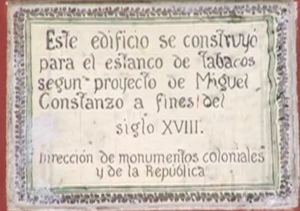 Este edificio se construyó
para el estanco de tabacos
segun proyecto de Miguel
Constanzo a fines del
siglo XVIII.
Dirección de monumentos coloniales
y de la República